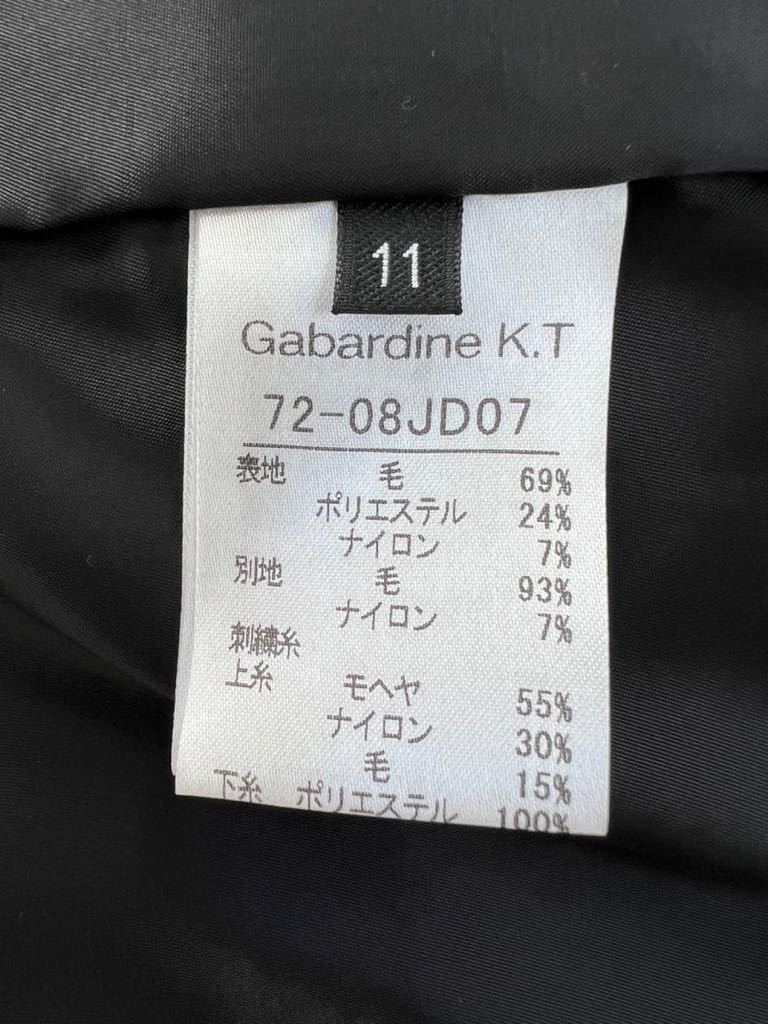 11
Gabardine K.T
72-08JD07
表地 毛 69%
ポリエステル 24%
ナイロン 7%
別地 毛 93%
ナイロン 7%
刺繍糸
上糸 モヘヤ 55%
ナイロン 30%
毛 15%
下糸 ポリエステル 100%